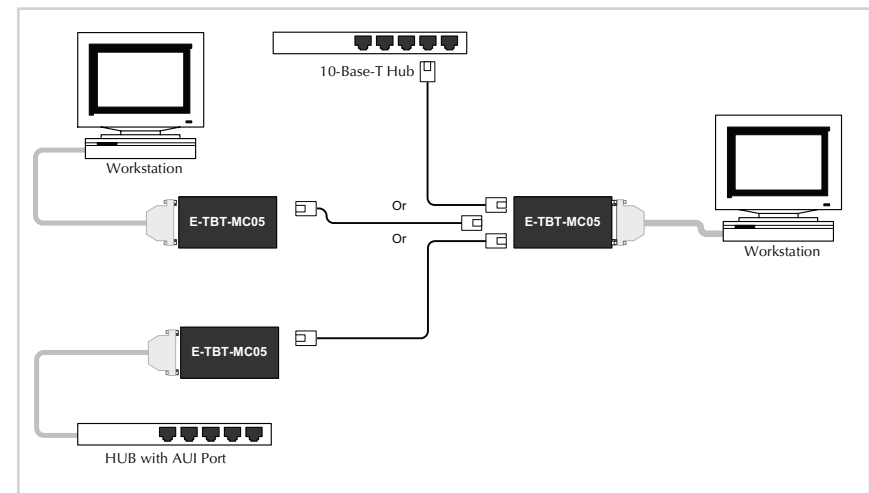 10-Base-T Hub
Workstation
E-TBT-MC05
Or
E-TBT-MC05
Or
Workstation
E-TBT-MC05
HUB with AUI Port